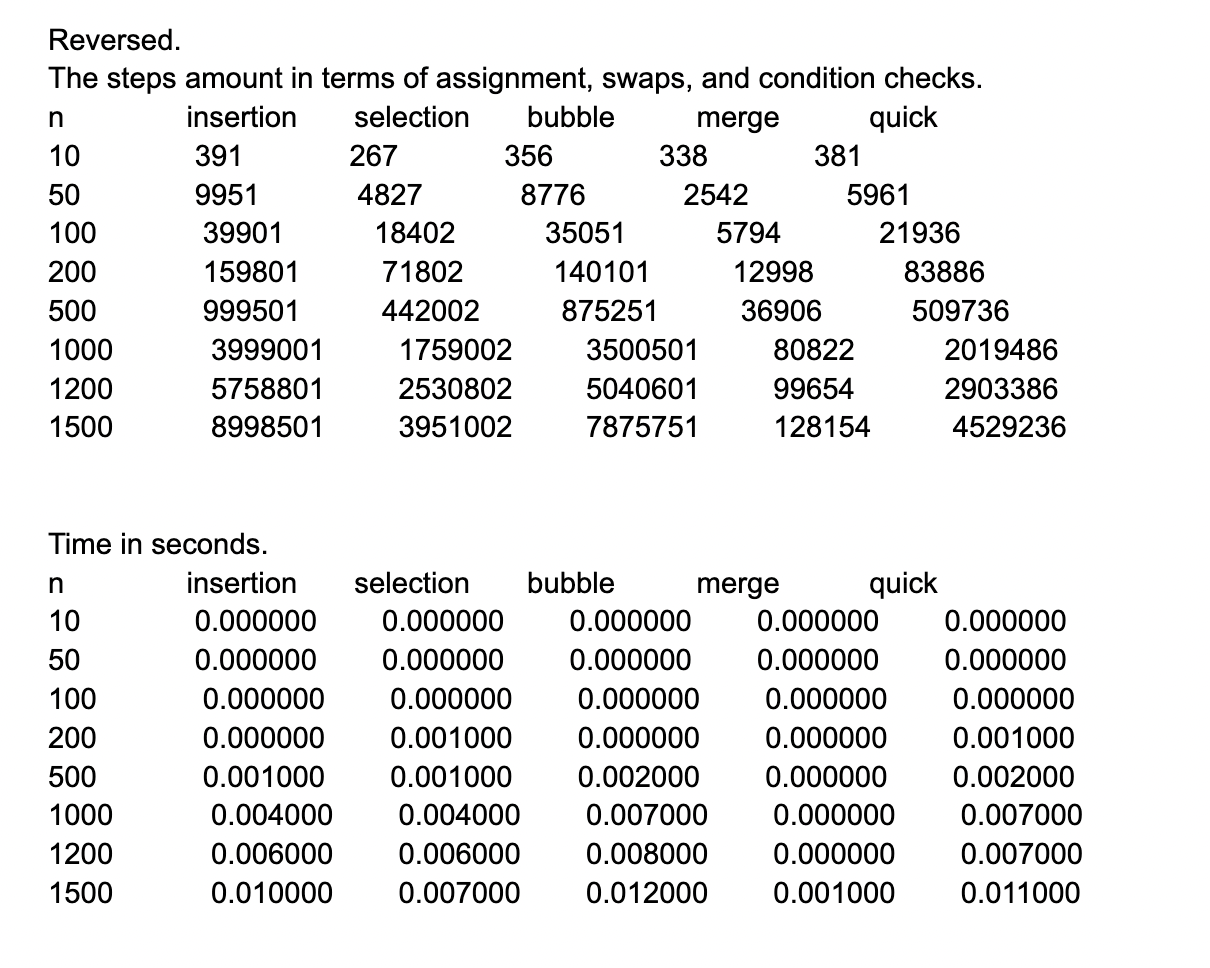 Reversed.
The steps amount in terms of assignment, swaps, and condition checks.
n insertion selection bubble merge quick
10 391 267 356 338 381
50 9951 4827 8776 2542 5961
100 39901 18402 35051 5794 21936
200 159801 71802 140101 12998 83886
500 999501 442002 875251 36906 509736
1000 3999001 1759002 3500501 80822 2019486
1200 5758801 2530802 5040601 99654 2903386
1500 8998501 3951002 7875751 128154 4529236
Time in seconds.
n insertion selection bubble merge quick
10 0.000000 0.000000 0.000000 0.000000 0.000000
50 0.000000 0.000000 0.000000 0.000000 0.000000
100 0.000000 0.000000 0.000000 0.000000 0.000000
200 0.000000 0.001000 0.000000 0.000000 0.001000
500 0.001000 0.001000 0.002000 0.000000 0.002000
1000 0.004000 0.004000 0.007000 0.000000 0.007000
1200 0.006000 0.006000 0.008000 0.000000 0.007000
1500 0.010000 0.007000 0.012000 0.001000 0.011000